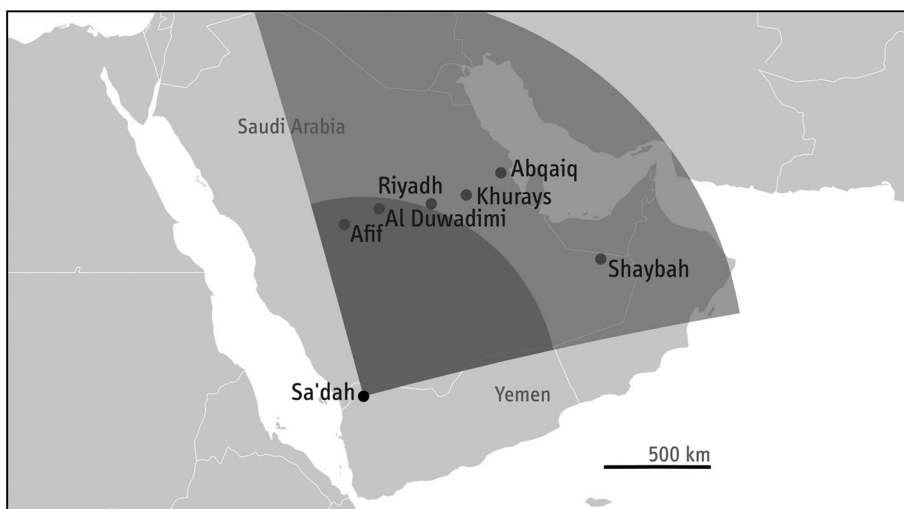 Saudi Arabia
Abqaiq
Riyadh
Khurays
Al Duwadimi
Afif
Shaybah
Sa'dah
Yemen
500 km